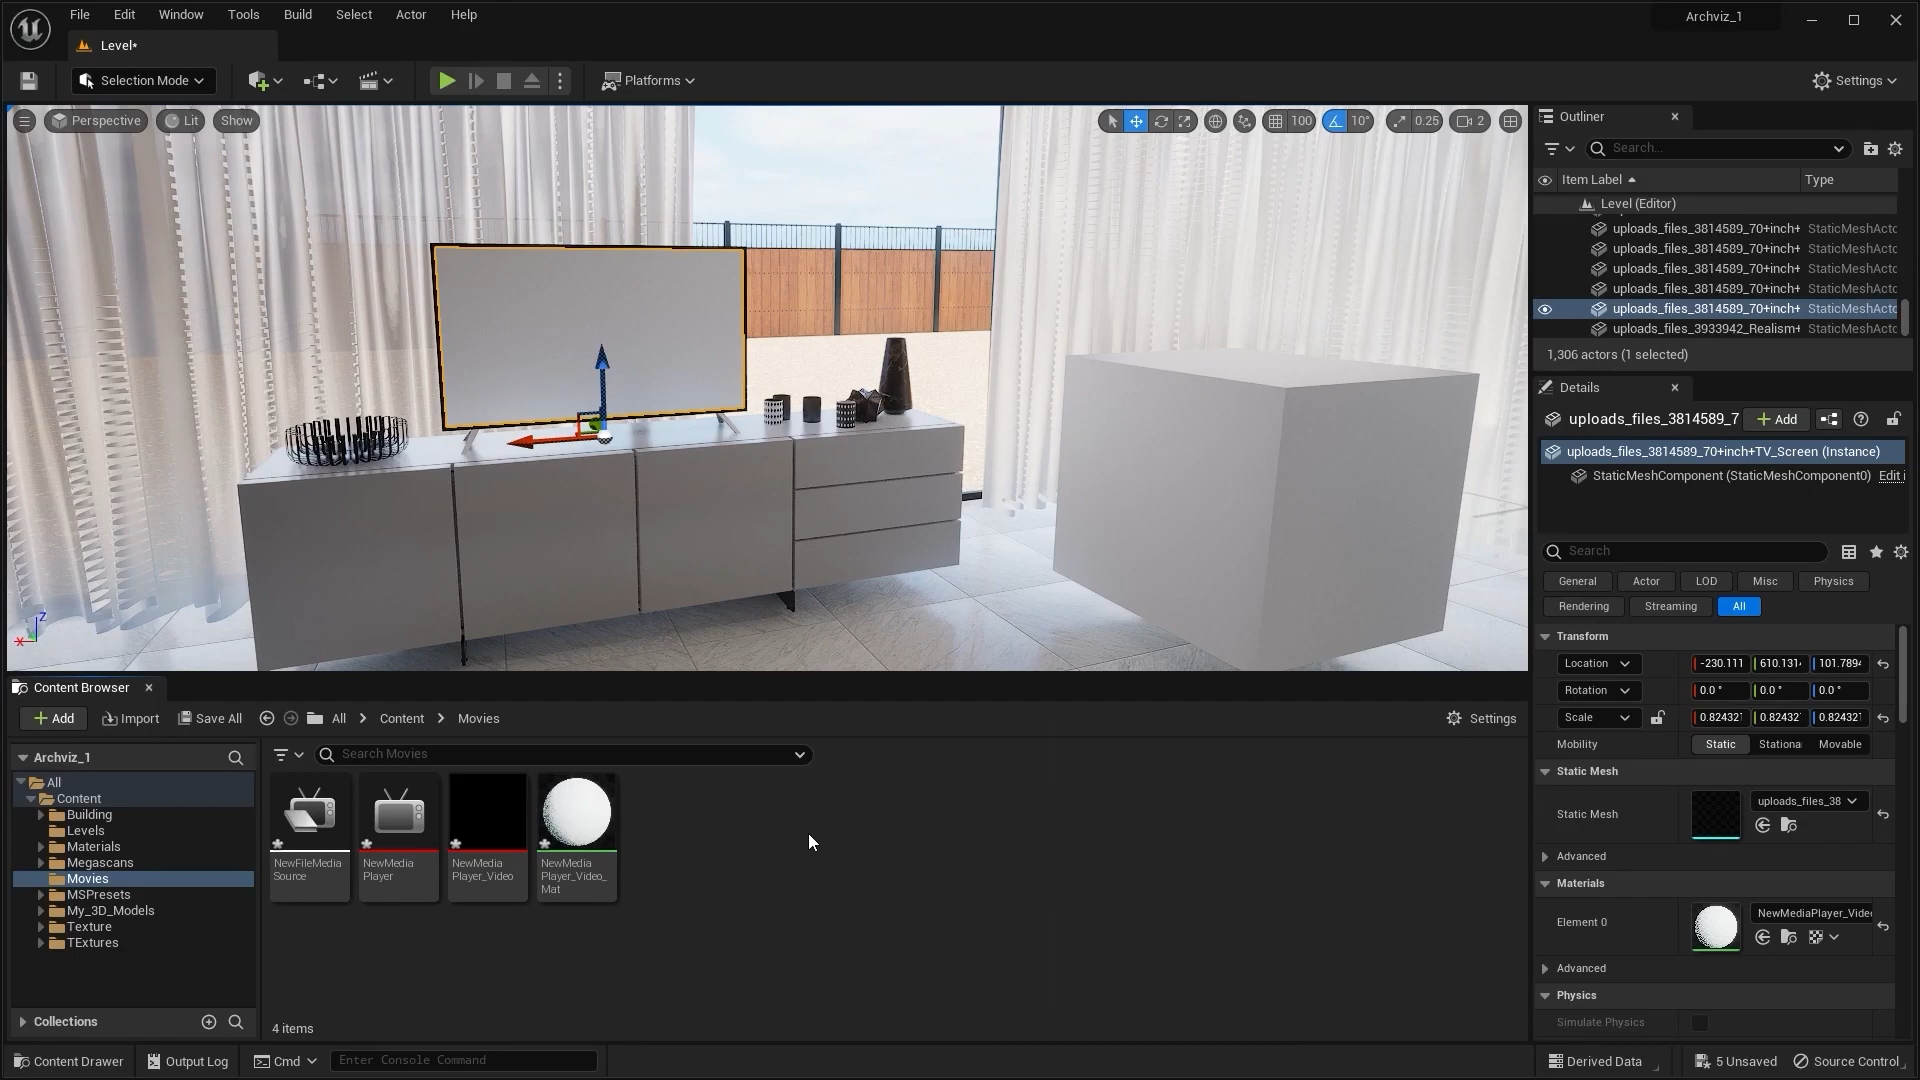 File Edit Window Tools Build Select Actor Help
Archviz_1
Level*
Selection Mode
Platforms
Settings
Perspective Lit Show
100 10° 0.25 2
Outliner
Search...
Item Label Type
Level (Editor)
uploads_files_3814589_70+inch+ StaticMeshActo
uploads_files_3814589_70+inch+ StaticMeshActo
uploads_files_3814589_70+inch+ StaticMeshActo
uploads_files_3814589_70+inch+ StaticMeshActo
uploads_files_3814589_70+inch+ StaticMeshActo
uploads_files_3933942_Realism+ StaticMeshActo
1,306 actors (1 selected)
Details
uploads_files_3814589_7 Add
uploads_files_3814589_70+inch+TV_Screen (Instance)
StaticMeshComponent (StaticMeshComponent0) Edit i
Search
General Actor LOD Misc Physics
Rendering Streaming All
Transform
Location -230.111 610.131 101.789
Rotation 0.0 ° 0.0 ° 0.0 °
Scale 0.82432 0.82432 0.82432
Mobility Static Stationa Movable
Static Mesh
Static Mesh uploads_files_38
Advanced
Materials
Element 0 NewMediaPlayer_Vide
Advanced
Physics
Simulate Physics
z
x
Content Browser
Add Import Save All All Content Movies Settings
Archviz_1
Search Movies
All
Content
Building
Levels
Materials
Megascans
Movies
MSPresets
My_3D_Models
Texture
TExtures
Collections
NewFileMedia
Source
NewMedia
Player
NewMedia
Player_Video
NewMedia
Player_Video_
Mat
4 items
Content Drawer Output Log Cmd Enter Console Command
Derived Data 5 Unsaved Source Control